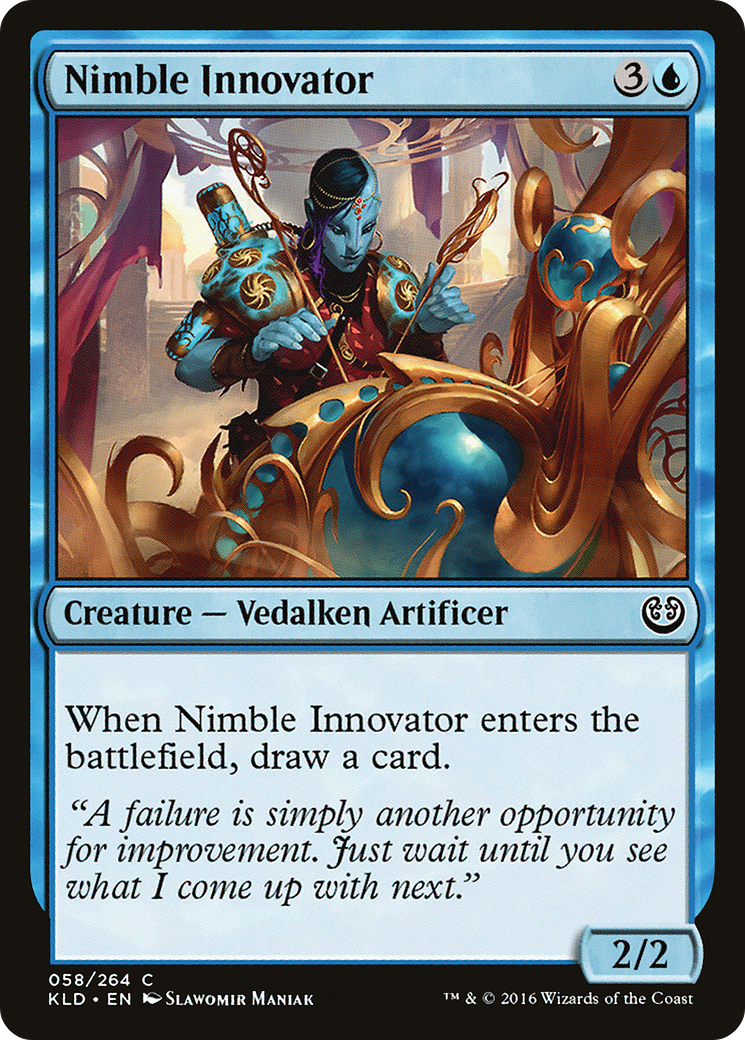 Nimble Innovator
3
Creature — Vedalken Artificer
When Nimble Innovator enters the
battlefield, draw a card.
“A failure is simply another opportunity
for improvement. Just wait until you see
what I come up with next.”
2/2
058/264 C
KLD • EN Slawomir Maniak
™ & © 2016 Wizards of the Coast